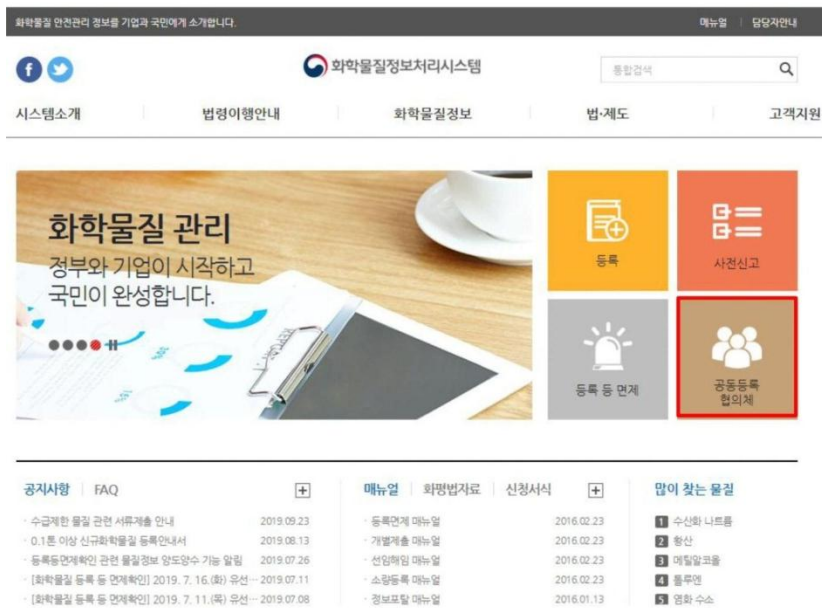 화학물질 안전관리 정보를 기업과 국민에게 소개합니다.
매뉴얼 담당자안내
화학물질정보처리시스템
통합검색
시스템소개 법령이행안내 화학물질정보 법·제도 고객지원
화학물질 관리
정부와 기업이 시작하고
국민이 완성합니다.
등록
사전신고
등록 등 면제
공동등록
협의체
공지사항 FAQ
· 수급제한 물질 관련 서류제출 안내 2019.09.23
· 0.1톤 이상 신규화학물질 등록안내서 2019.08.13
· 등록등면제확인 관련 물질정보 양도양수 기능 알림 2019.07.26
· [화학물질 등록 등 면제확인] 2019. 7. 16.(화) 유선… 2019.07.11
· [화학물질 등록 등 면제확인] 2019. 7. 11.(목) 유선… 2019.07.08
매뉴얼 화평법자료 신청서식
· 등록면제 매뉴얼 2016.02.23
· 개별제출 매뉴얼 2016.02.23
· 선임해임 매뉴얼 2016.02.23
· 소량등록 매뉴얼 2016.02.23
· 정보포탈 매뉴얼 2016.01.13
많이 찾는 물질
1 수산화 나트륨
2 황산
3 메틸알코올
4 톨루엔
5 염화 수소